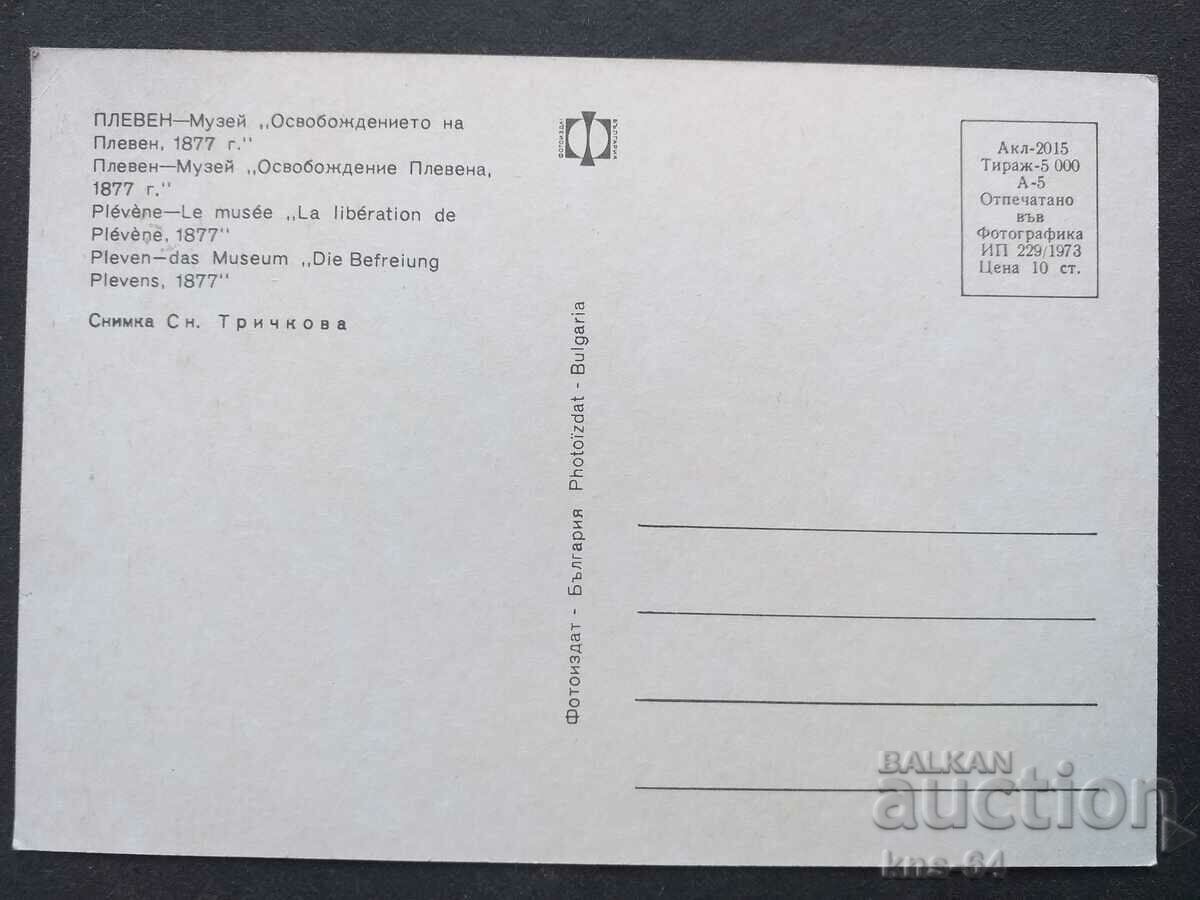 ПЛЕВЕН—Музей „Освобождението на
Плевен, 1877 г."
Плевен—Музей „Освобождение Плевена,
1877 г."
Plévène—Le musée „La libération de
Plévène, 1877"
Pleven—das Museum „Die Befreiung
Plevens, 1877"
Снимка Сн. Тричкова
ФОТОИЗДАТ
БЪЛГАРИЯ
Фотоиздат - България Photoïzdat - Bulgaria
Акл-2015
Тираж-5 000
А-5
Отпечатано
във
Фотографика
ИП 229/1973
Цена 10 ст.
BALKAN
auction
kns-64